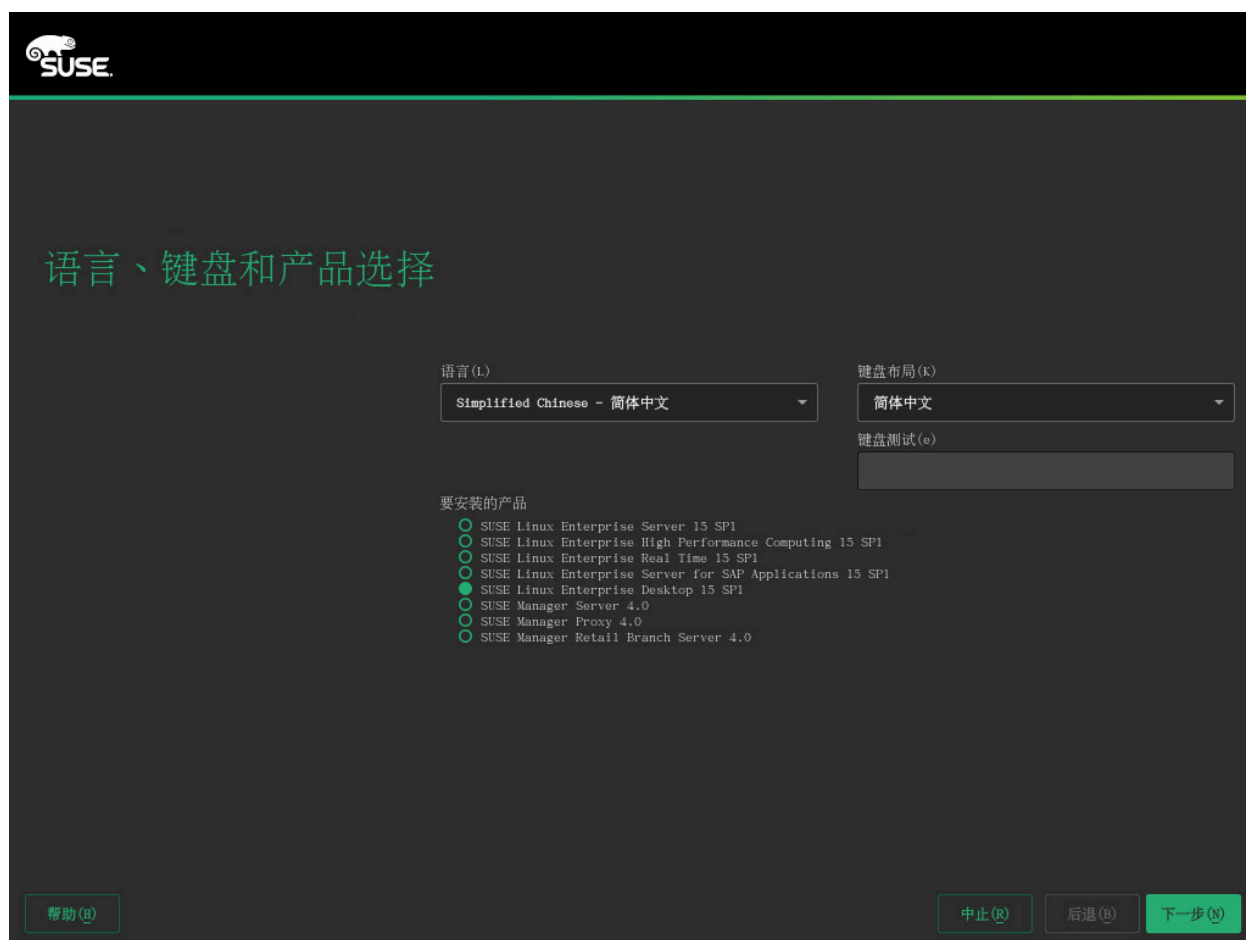 SUSE.
语言、键盘和产品选择
语言(L)
键盘布局(K)
Simplified Chinese - 简体中文
简体中文
键盘测试(e)
要安装的产品
SUSE Linux Enterprise Server 15 SP1
SUSE Linux Enterprise High Performance Computing 15 SP1
SUSE Linux Enterprise Real Time 15 SP1
SUSE Linux Enterprise Server for SAP Applications 15 SP1
SUSE Linux Enterprise Desktop 15 SP1
SUSE Manager Server 4.0
SUSE Manager Proxy 4.0
SUSE Manager Retail Branch Server 4.0
帮助(H)
中止(R)
后退(B)
下一步(N)